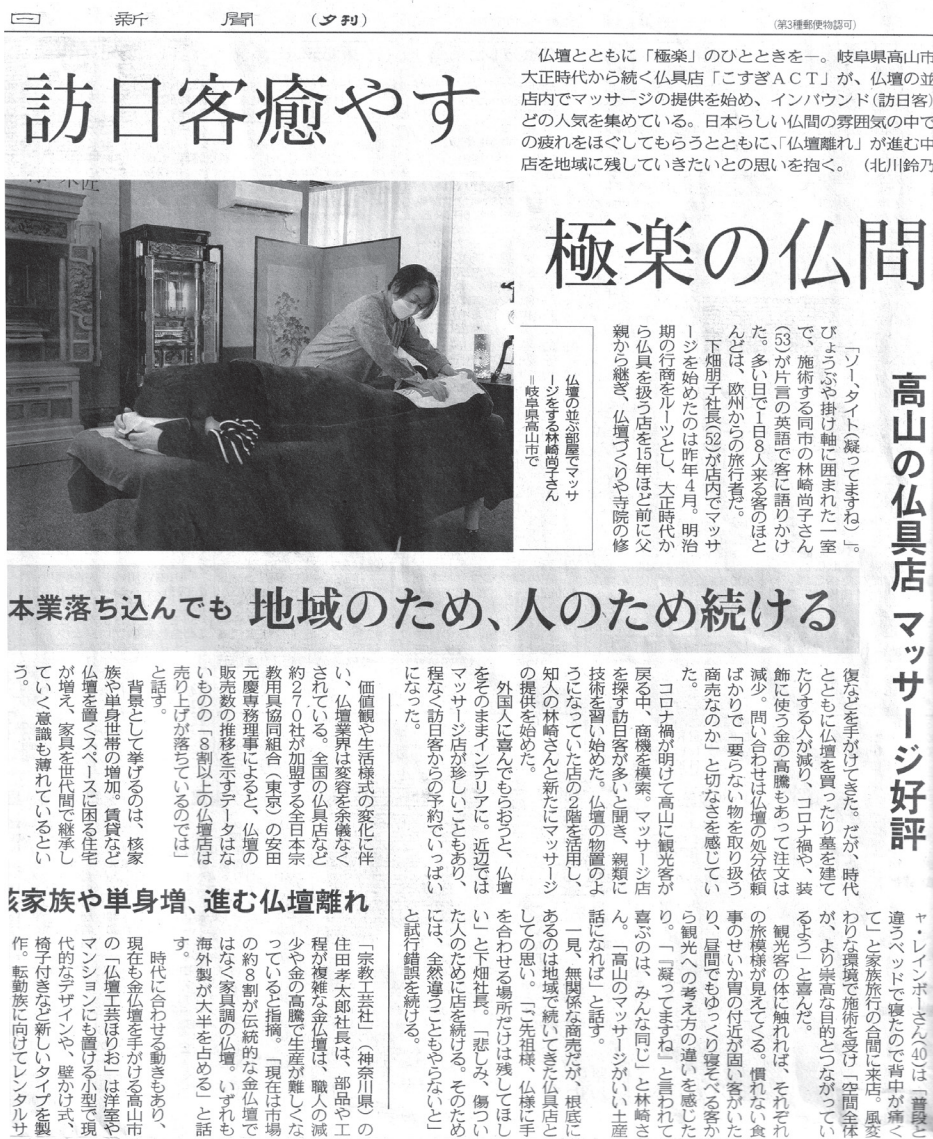 日 新 聞 (夕刊)
(第3種郵便物認可)
仏壇とともに「極楽」のひとときを―。岐阜県高山市
大正時代から続く仏具店「こすぎACT」が、仏壇の並
店内でマッサージの提供を始め、インバウンド(訪日客)
どの人気を集めている。日本らしい仏間の雰囲気の中で
の疲れをほぐしてもらうとともに、「仏壇離れ」が進む中
店を地域に残していきたいとの思いを抱く。 (北川鈴乃
訪日客癒やす
極楽の仏間
高山の仏具店 マッサージ好評
仏壇の並ぶ部屋でマッサ
ージをする林崎尚子さん
=岐阜県高山市で
「ソー、タイト(凝ってますね)」。
びょうぶや掛け軸に囲まれた一室
で、施術する同市の林崎尚子さん
(53)が片言の英語で客に語りかけ
た。多い日で1日8人来る客のほと
んどは、欧州からの旅行者だ。
下畑朋子社長(52)が店内でマッサ
ージを始めたのは昨年4月。明治
期の行商をルーツとし、大正時代か
ら仏具を扱う店を15年ほど前に父
親から継ぎ、仏壇づくりや寺院の修
本業落ち込んでも 地域のため、人のため続ける
復などを手がけてきた。だが、時代
とともに仏壇を買ったり墓を建て
たりする人が減り、コロナ禍や、装
飾に使う金の高騰もあって注文は
減少。問い合わせは仏壇の処分依頼
ばかりで「要らない物を取り扱う
商売なのか」と切なさを感じてい
た。
コロナ禍が明けて高山に観光客が
戻る中、商機を模索。マッサージ店
を探す訪日客が多いと聞き、親類に
技術を習い始めた。仏壇の物置のよ
うになっていた店の2階を活用し、
知人の林崎さんと新たにマッサージ
の提供を始めた。
外国人に喜んでもらおうと、仏壇
をそのままインテリアに。近辺では
マッサージ店が珍しいこともあり、
程なく訪日客からの予約でいっぱい
になった。
ャ・レインボーさん(40)は「普段と
違うベッドで寝たので背中が痛く
て」と家族旅行の合間に来店。風変
わりな環境で施術を受け「空間全体
が、より崇高な目的とつながってい
るよう」と喜んだ。
観光客の体に触れれば、それぞれ
の旅模様が見えてくる。慣れない食
事のせいか胃の付近が固い客がいた
り、昼間でもゆっくり寝そべる客か
ら観光への考え方の違いを感じた
り。「『凝ってますね』と言われて
喜ぶのは、みんな同じ」と林崎さ
ん。「高山のマッサージがいい土産
話になれば」と話す。
一見、無関係な商売だが、根底に
あるのは地域で続いてきた仏具店と
しての思い。「ご先祖様、仏様に手
を合わせる場所だけは残してほし
い」と下畑社長。「悲しみ、傷つい
た人のために店を続ける。そのため
には、全然違うこともやらないと」
と試行錯誤を続ける。
核家族や単身増、進む仏壇離れ
価値観や生活様式の変化に伴
い、仏壇業界は変容を余儀なく
されている。全国の仏具店など
約270社が加盟する全日本宗
教用具協同組合(東京)の安田
元慶専務理事によると、仏壇の
販売数の推移を示すデータはな
いものの「8割以上の仏壇店は
売り上げが落ちているのでは」
と話す。
背景として挙げるのは、核家
族や単身世帯の増加。賃貸など
仏壇を置くスペースに困る住宅
が増え、家具を世代間で継承し
ていく意識も薄れているとい
う。
「宗教工芸社」(神奈川県)の
住田孝太郎社長は、部品や工
程が複雑な金仏壇は、職人の減
少や金の高騰で生産が難しくな
っていると指摘。「現在は市場
の約8割が伝統的な金仏壇で
はなく家具調の仏壇。いずれも
海外製が大半を占める」と話
す。
時代に合わせる動きもあり、
現在も金仏壇を手がける高山市
の「仏壇工芸ほりお」は洋室や
マンションにも置ける小型で現
代的なデザインや、壁かけ式、
椅子付きなど新しいタイプを製
作。転勤族に向けてレンタルサ